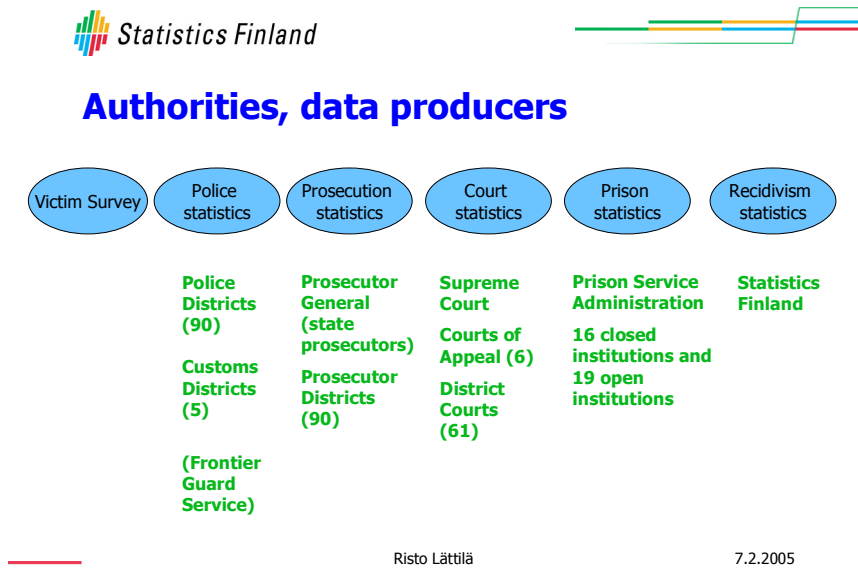 Statistics Finland
Authorities, data producers
Victim Survey
Police
statistics
Prosecution
statistics
Court
statistics
Prison
statistics
Recidivism
statistics
Police
Districts
(90)
Customs
Districts
(5)
(Frontier
Guard
Service)
Prosecutor
General
(state
prosecutors)
Prosecutor
Districts
(90)
Supreme
Court
Courts of
Appeal (6)
District
Courts
(61)
Prison Service
Administration
16 closed
institutions and
19 open
institutions
Statistics
Finland
Risto Lättilä
7.2.2005